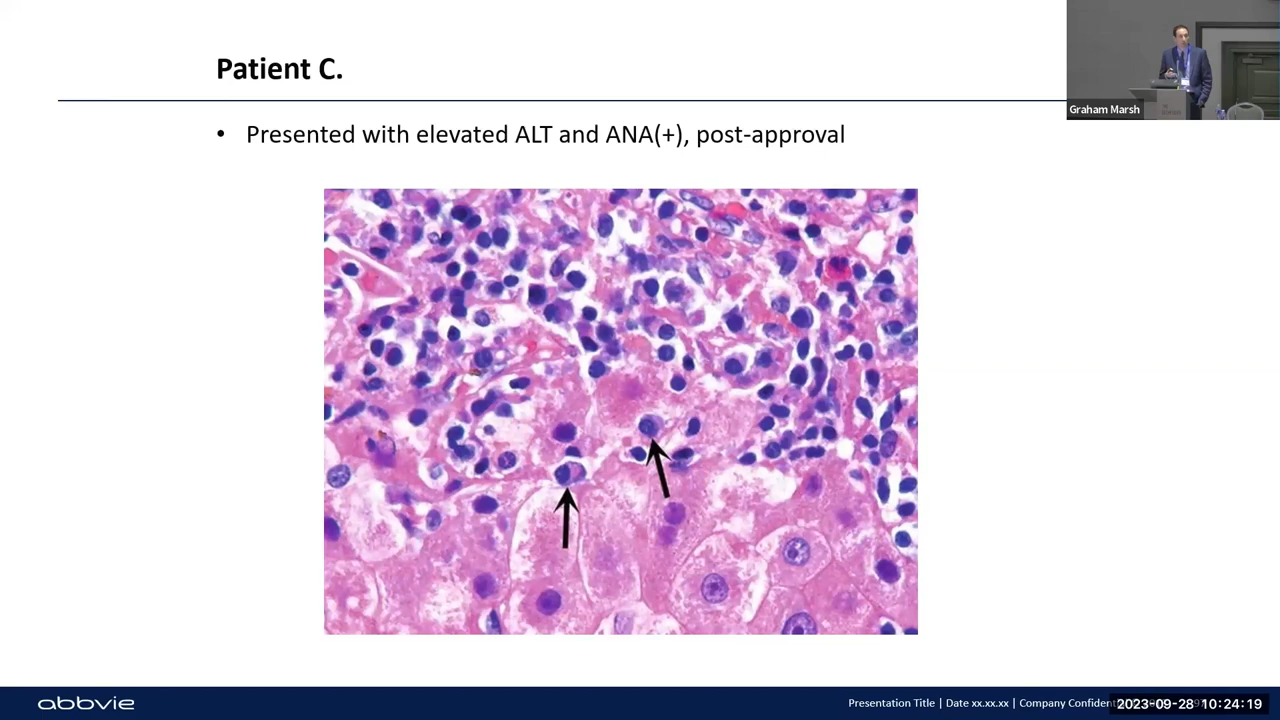 Patient C.
Graham Marsh
• Presented with elevated ALT and ANA(+), post-approval
abbvie
Presentation Title | Date xx.xx.xx | Company Confident
2023-09-28 10:24:19